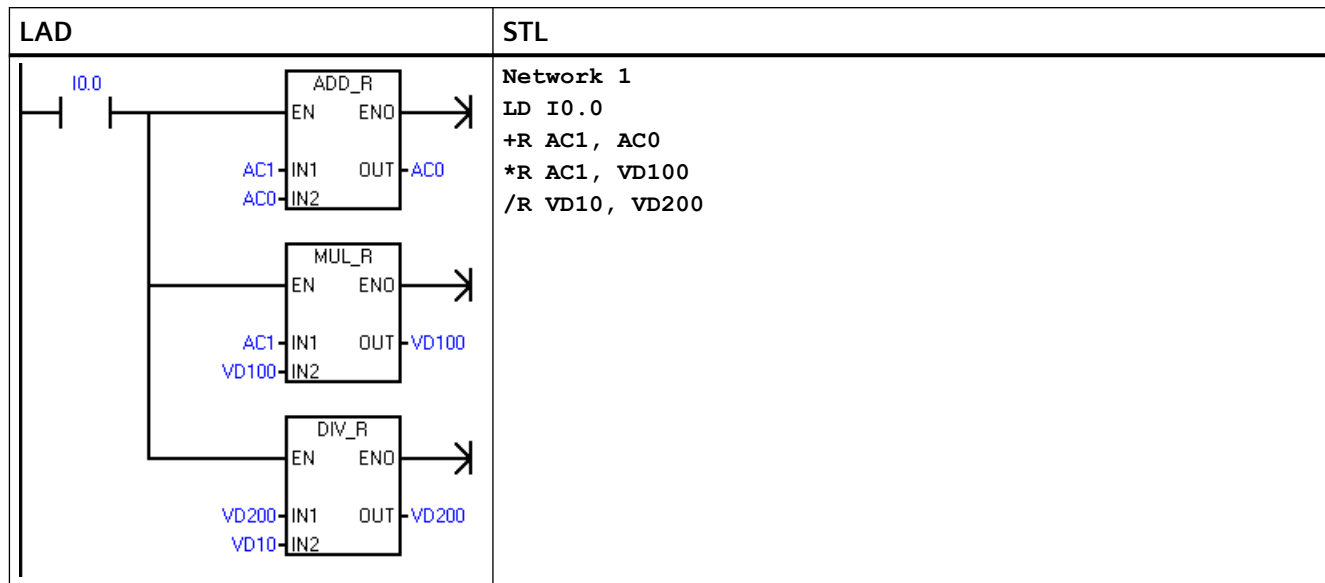 LAD
STL
I0.0
ADD_R
EN ENO
AC1 IN1 OUT AC0
AC0 IN2
MUL_R
EN ENO
AC1 IN1 OUT VD100
VD100 IN2
DIV_R
EN ENO
VD200 IN1 OUT VD200
VD10 IN2
Network 1
LD I0.0
+R AC1, AC0
*R AC1, VD100
/R VD10, VD200